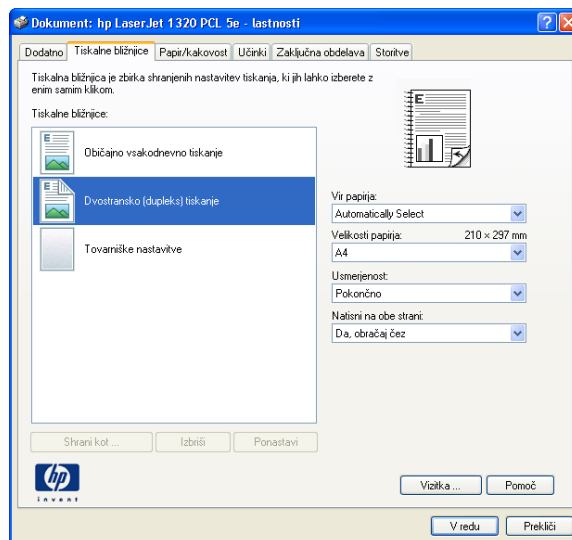 Dokument: hp LaserJet 1320 PCL 5e - lastnosti
Dodatno Tiskalne bližnjice Papir/kakovost Učinki Zaključna obdelava Storitve
Tiskalna bližnjica je zbirka shranjenih nastavitev tiskanja, ki jih lahko izberete z
enim samim klikom.
Tiskalne bližnjice:
Običajno vsakodnevno tiskanje
Dvostransko (dupleks) tiskanje
Tovarniške nastavitve
Vir papirja:
Automatically Select
Velikosti papirja: 210 × 297 mm
A4
Usmerjenost:
Pokončno
Natisni na obe strani:
Da, obračaj čez
Shrani kot ... Izbriši Ponastavi
hp
invent
Vizitka ... Pomoč
V redu Prekliči